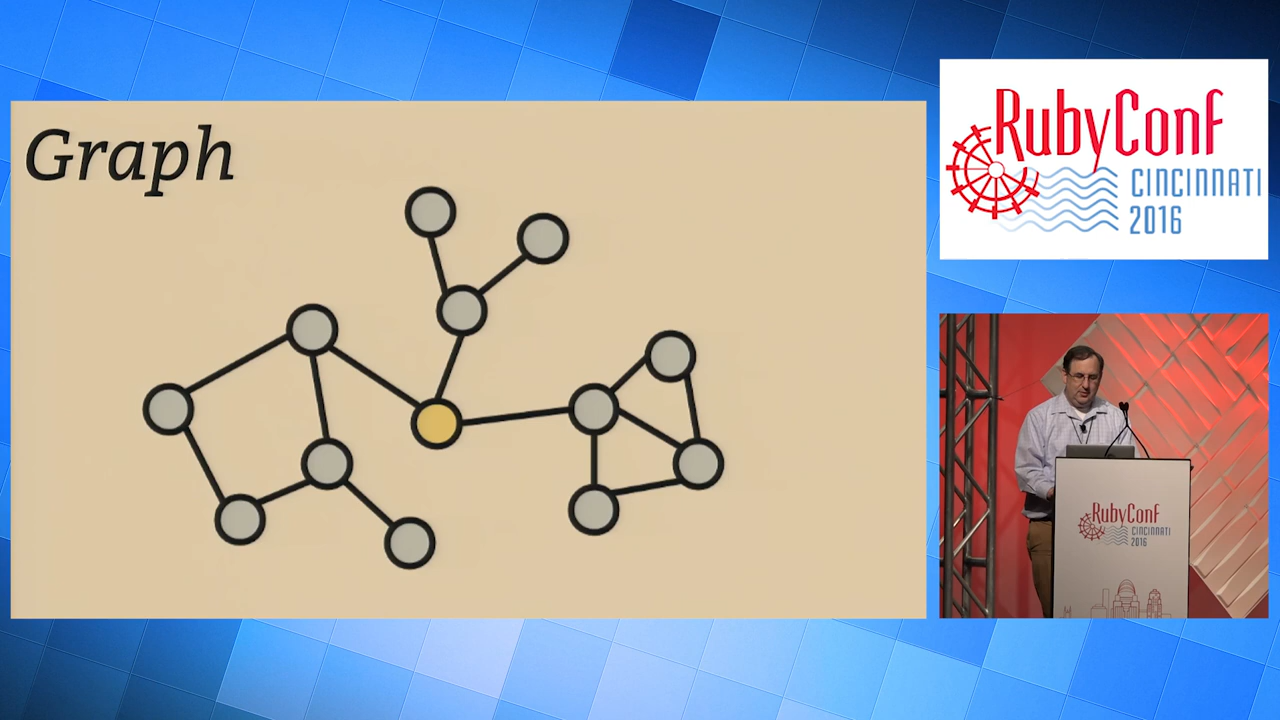 Graph
RubyConf
CINCINNATI
2016
RubyConf
CINCINNATI
2016